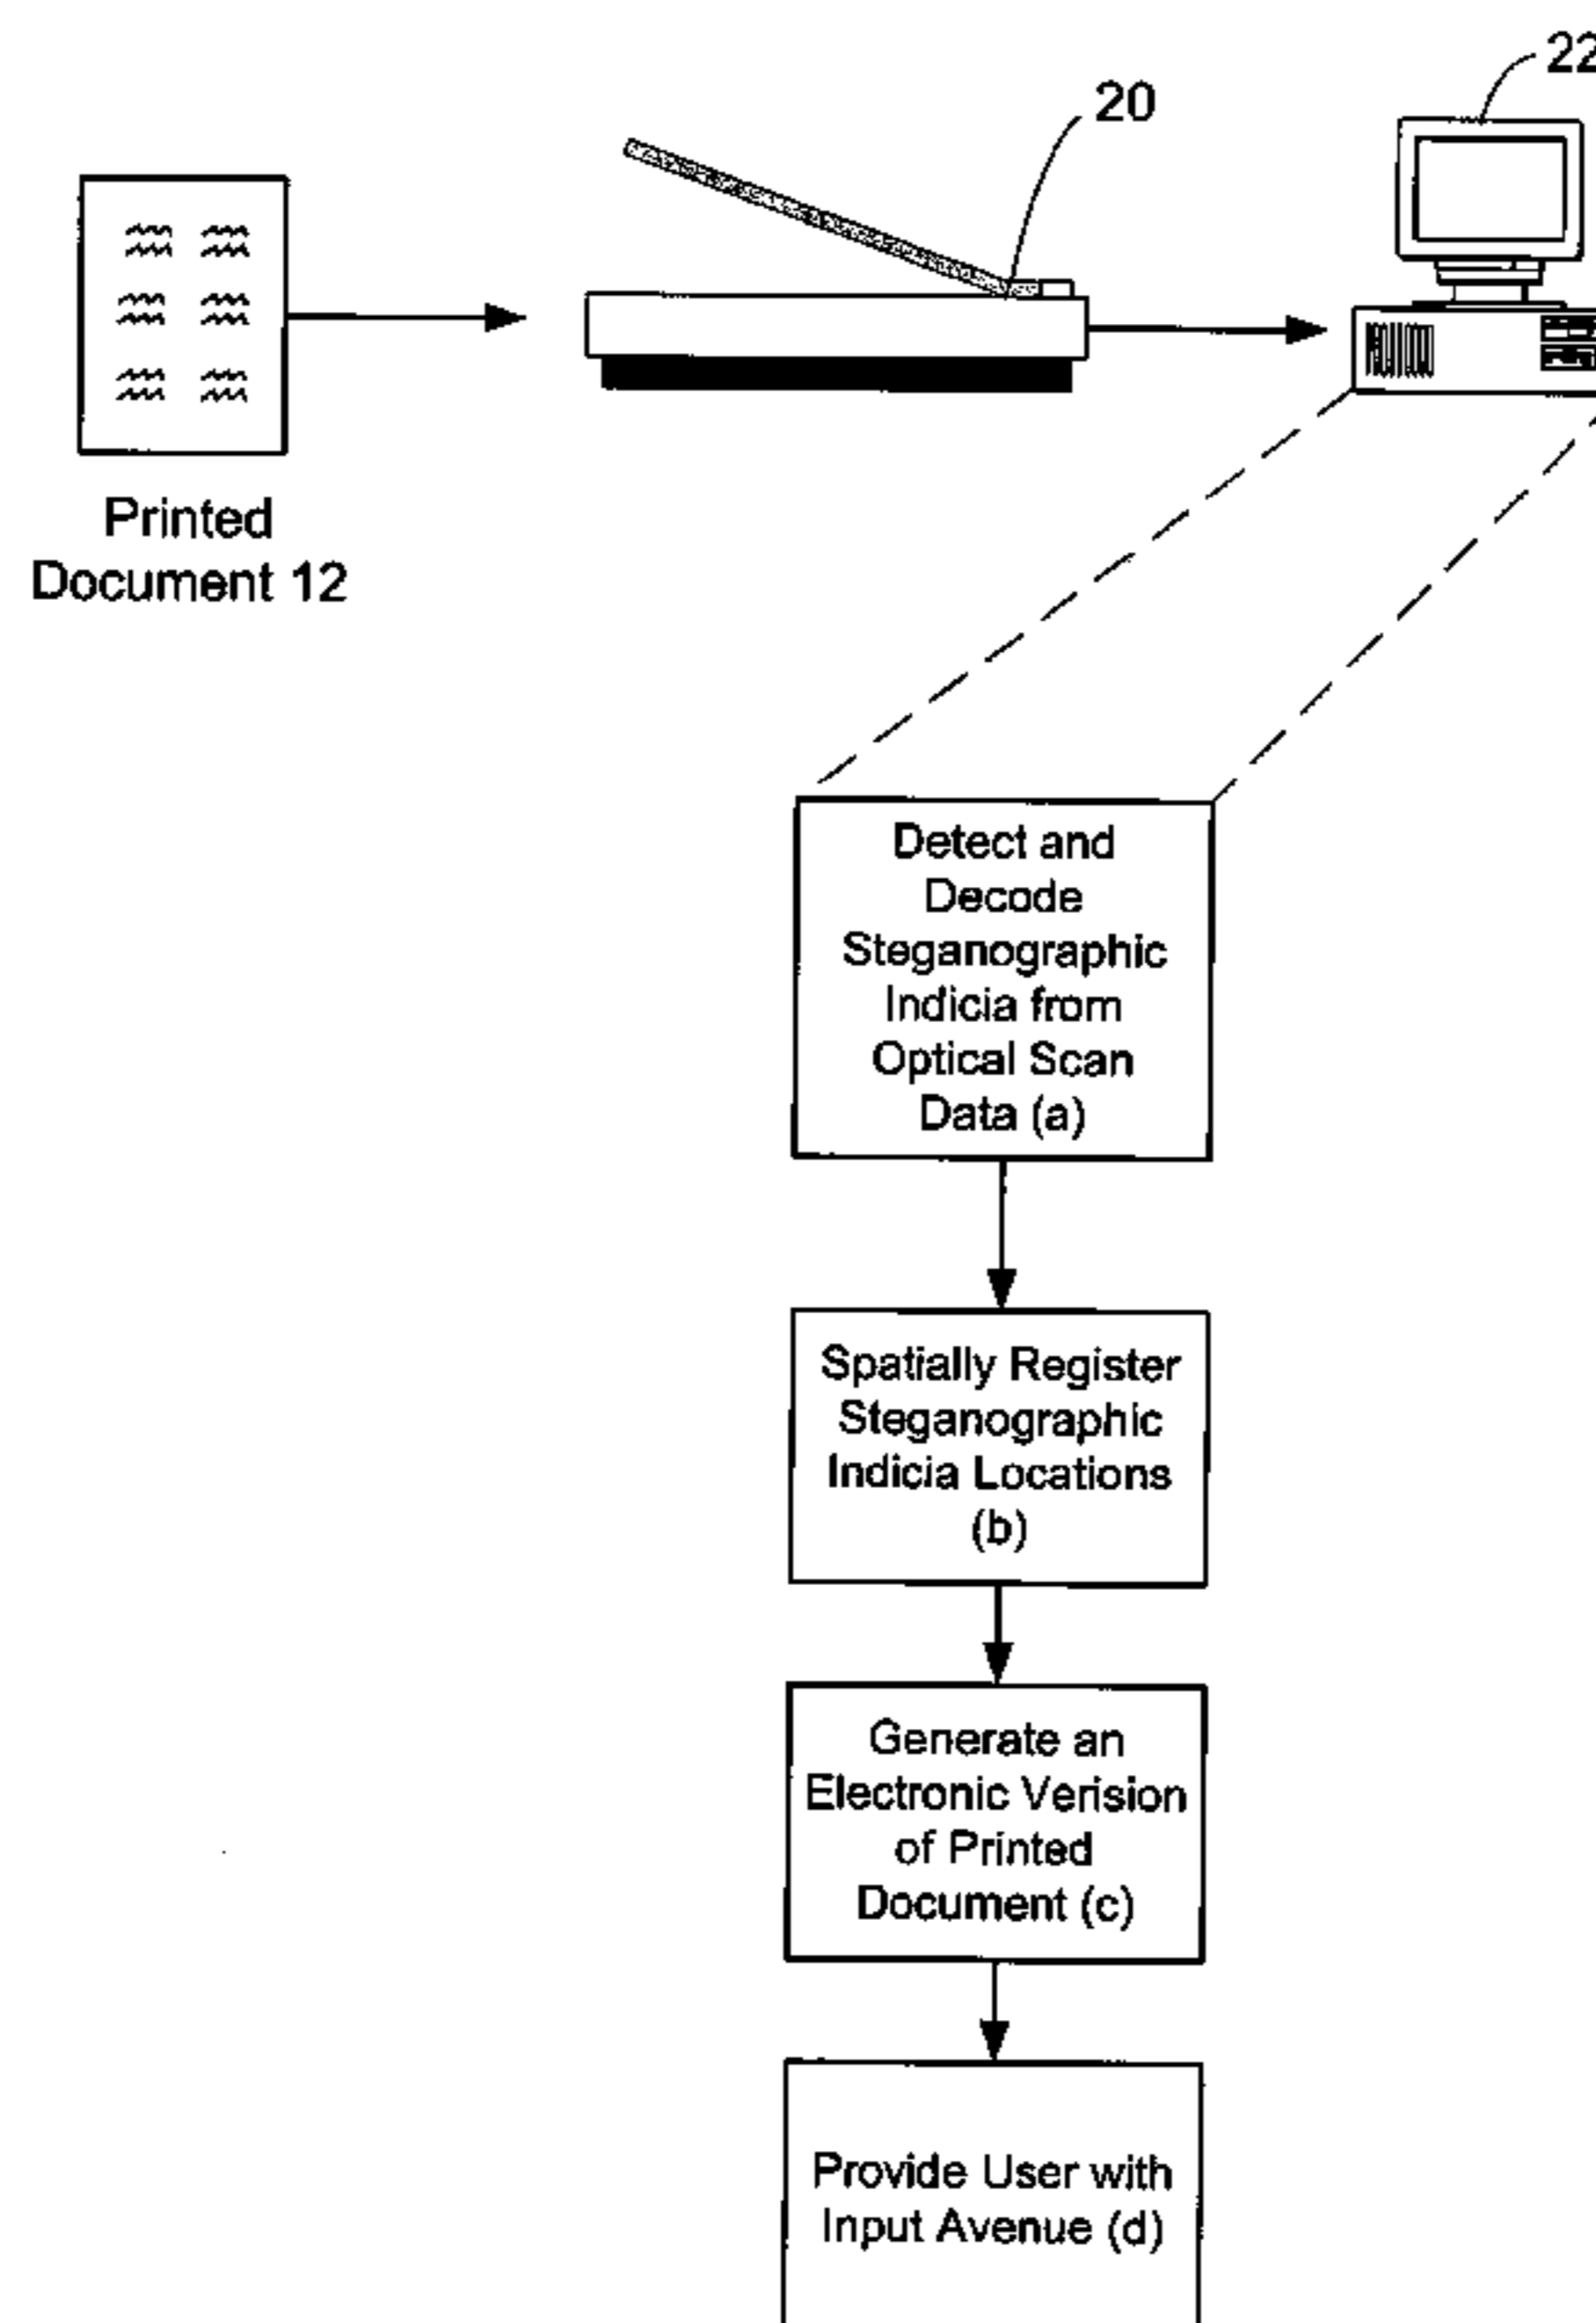 22
20
Printed
Document 12
Detect and
Decode
Steganographic
Indicia from
Optical Scan
Data (a)
Spatially Register
Steganographic
Indicia Locations
(b)
Generate an
Electronic Verision
of Printed
Document (c)
Provide User with
Input Avenue (d)